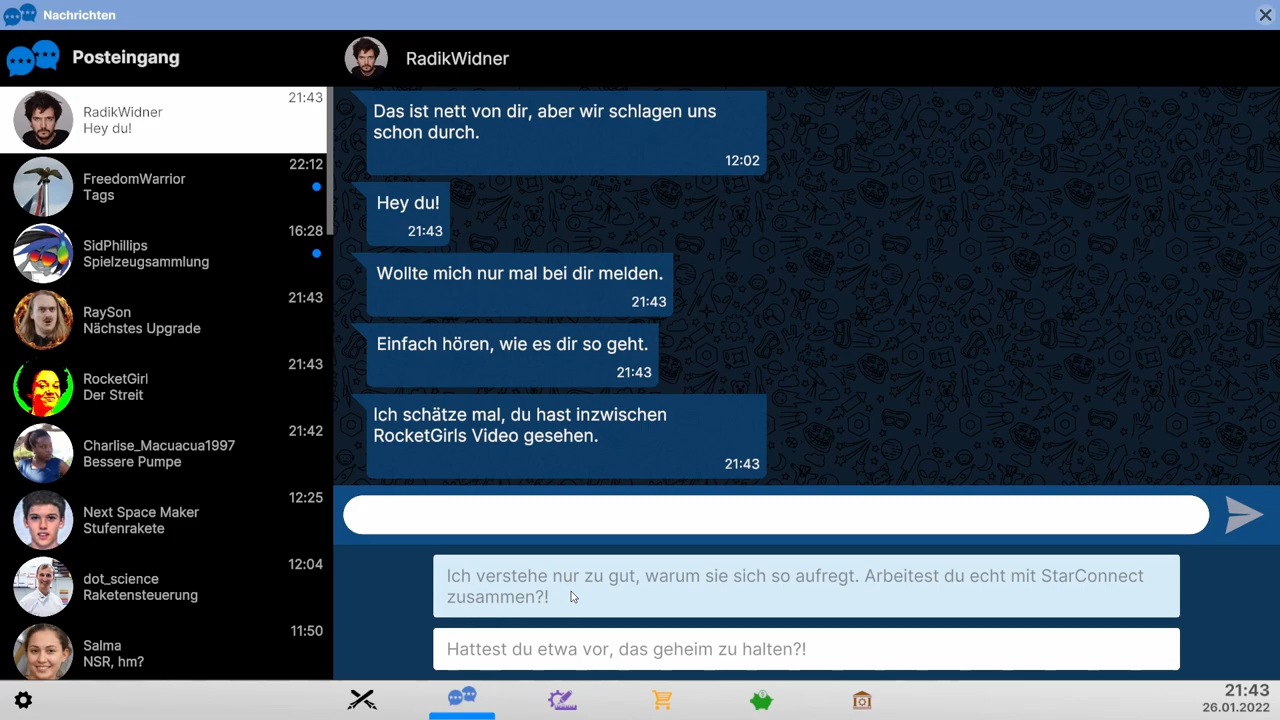 Nachrichten
Posteingang
RadikWidner
21:43
RadikWidner
Hey du!
22:12
FreedomWarrior
Tags
16:28
SidPhillips
Spielzeugsammlung
21:43
RaySon
Nächstes Upgrade
21:43
RocketGirl
Der Streit
21:42
Charlise_Macuacua1997
Bessere Pumpe
12:25
Next Space Maker
Stufenrakete
12:04
dot_science
Raketensteuerung
11:50
Salma
NSR, hm?
Das ist nett von dir, aber wir schlagen uns
schon durch.
12:02
Hey du!
21:43
Wollte mich nur mal bei dir melden.
21:43
Einfach hören, wie es dir so geht.
21:43
Ich schätze mal, du hast inzwischen
RocketGirls Video gesehen.
21:43
Ich verstehe nur zu gut, warum sie sich so aufregt. Arbeitest du echt mit StarConnect
zusammen?!
Hattest du etwa vor, das geheim zu halten?!
21:43
26.01.2022